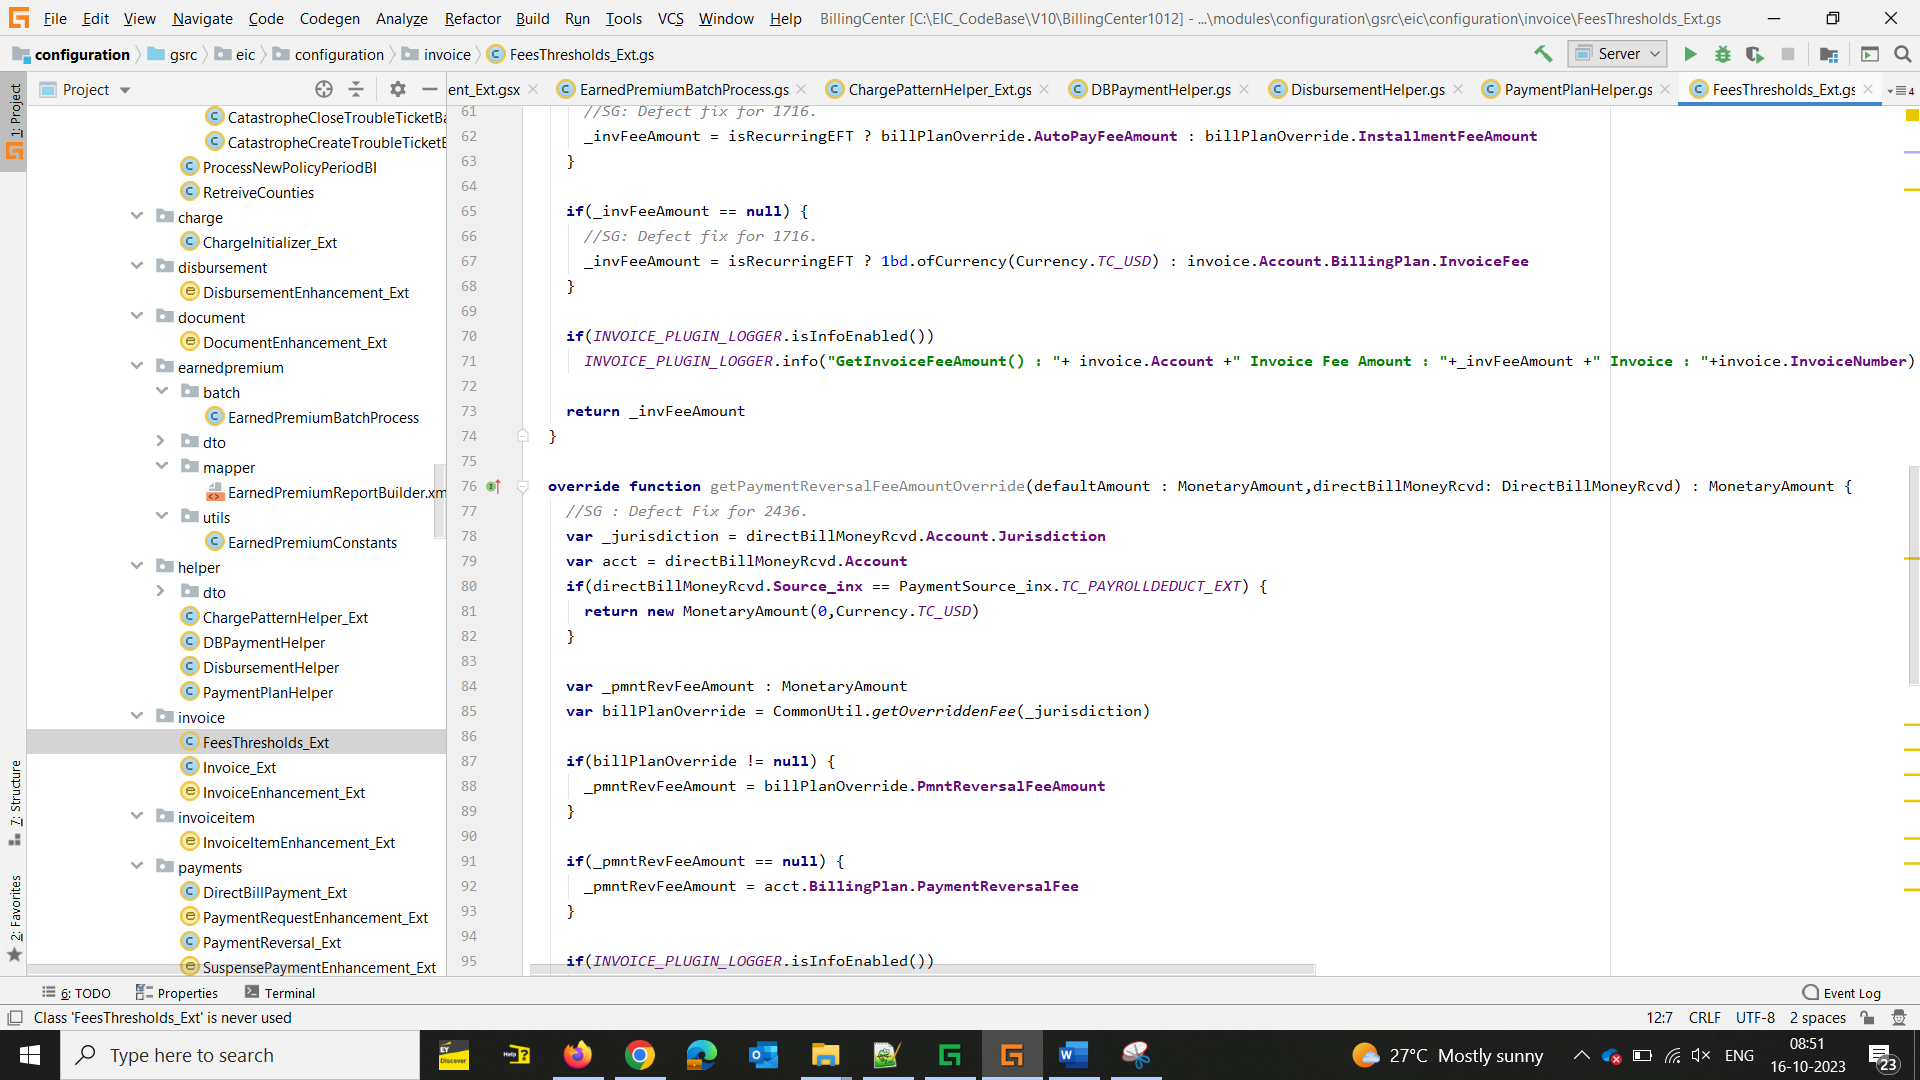 File Edit View Navigate Code Codegen Analyze Refactor Build Run Tools VCS Window Help BillingCenter [C:\EIC_CodeBase\V10\BillingCenter1012] - ...\modules\configuration\gsrc\eic\configuration\invoice\FeesThresholds_Ext.gs
configuration gsrc eic configuration invoice FeesThresholds_Ext.gs Server
Project ent_Ext.gsx EarnedPremiumBatchProcess.gs ChargePatternHelper_Ext.gs DBPaymentHelper.gs DisbursementHelper.gs PaymentPlanHelper.gs FeesThresholds_Ext.gs 4
1: Project
7: Structure
2: Favorites
CatastropheCloseTroubleTicketBa
CatastropheCreateTroubleTicketB
ProcessNewPolicyPeriodBI
RetreiveCounties
charge
ChargeInitializer_Ext
disbursement
DisbursementEnhancement_Ext
document
DocumentEnhancement_Ext
earnedpremium
batch
EarnedPremiumBatchProcess
dto
mapper
EarnedPremiumReportBuilder.xm
utils
EarnedPremiumConstants
helper
dto
ChargePatternHelper_Ext
DBPaymentHelper
DisbursementHelper
PaymentPlanHelper
invoice
FeesThresholds_Ext
Invoice_Ext
InvoiceEnhancement_Ext
invoiceitem
InvoiceItemEnhancement_Ext
payments
DirectBillPayment_Ext
PaymentRequestEnhancement_Ext
PaymentReversal_Ext
SuspensePaymentEnhancement_Ext
61 //SG: Defect fix for 1716.
62 _invFeeAmount = isRecurringEFT ? billPlanOverride.AutoPayFeeAmount : billPlanOverride.InstallmentFeeAmount
63 }
64
65 if(_invFeeAmount == null) {
66 //SG: Defect fix for 1716.
67 _invFeeAmount = isRecurringEFT ? 1bd.ofCurrency(Currency.TC_USD) : invoice.Account.BillingPlan.InvoiceFee
68 }
69
70 if(INVOICE_PLUGIN_LOGGER.isInfoEnabled())
71 INVOICE_PLUGIN_LOGGER.info("GetInvoiceFeeAmount() : "+ invoice.Account +" Invoice Fee Amount : "+_invFeeAmount +" Invoice : "+invoice.InvoiceNumber)
72
73 return _invFeeAmount
74 }
75
76 override function getPaymentReversalFeeAmountOverride(defaultAmount : MonetaryAmount,directBillMoneyRcvd: DirectBillMoneyRcvd) : MonetaryAmount {
77 //SG : Defect Fix for 2436.
78 var _jurisdiction = directBillMoneyRcvd.Account.Jurisdiction
79 var acct = directBillMoneyRcvd.Account
80 if(directBillMoneyRcvd.Source_inx == PaymentSource_inx.TC_PAYROLLDEDUCT_EXT) {
81 return new MonetaryAmount(0,Currency.TC_USD)
82 }
83
84 var _pmntRevFeeAmount : MonetaryAmount
85 var billPlanOverride = CommonUtil.getOverriddenFee(_jurisdiction)
86
87 if(billPlanOverride != null) {
88 _pmntRevFeeAmount = billPlanOverride.PmntReversalFeeAmount
89 }
90
91 if(_pmntRevFeeAmount == null) {
92 _pmntRevFeeAmount = acct.BillingPlan.PaymentReversalFee
93 }
94
95 if(INVOICE_PLUGIN_LOGGER.isInfoEnabled())
6: TODO Properties Terminal Event Log
Class 'FeesThresholds_Ext' is never used 12:7 CRLF UTF-8 2 spaces
Type here to search EY Discover Help? 27°C Mostly sunny ENG 08:51
16-10-2023 23